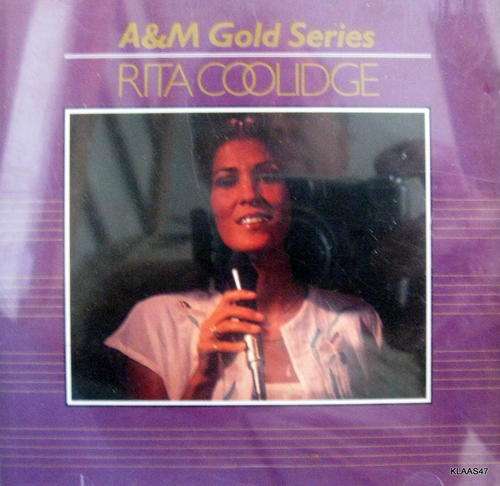 A&M Gold Series
RITA COOLIDGE
KLAAS47